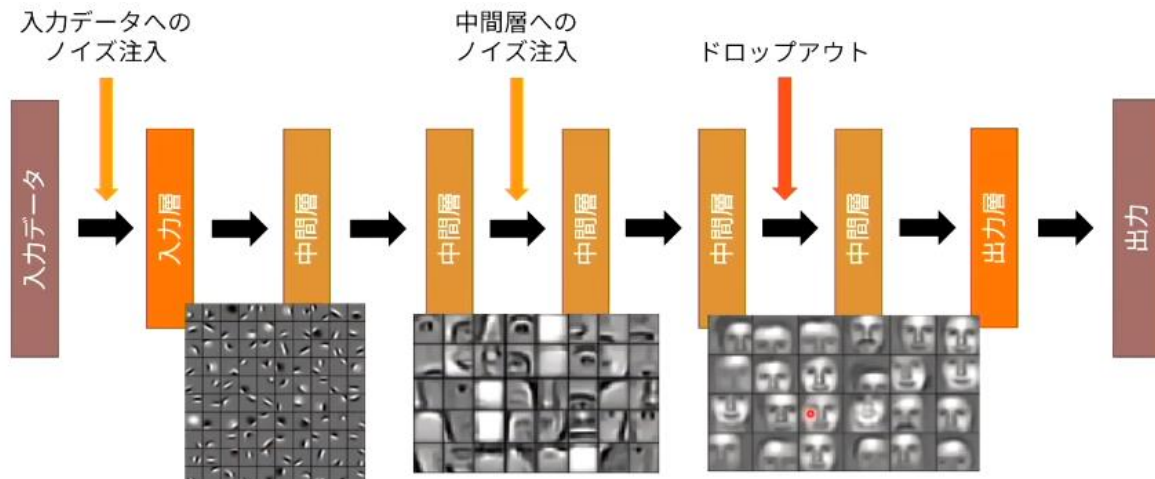 入力データへの
ノイズ注入
中間層への
ノイズ注入
ドロップアウト
入力データ
入力層
中間層
中間層
中間層
中間層
中間層
出力層
出力